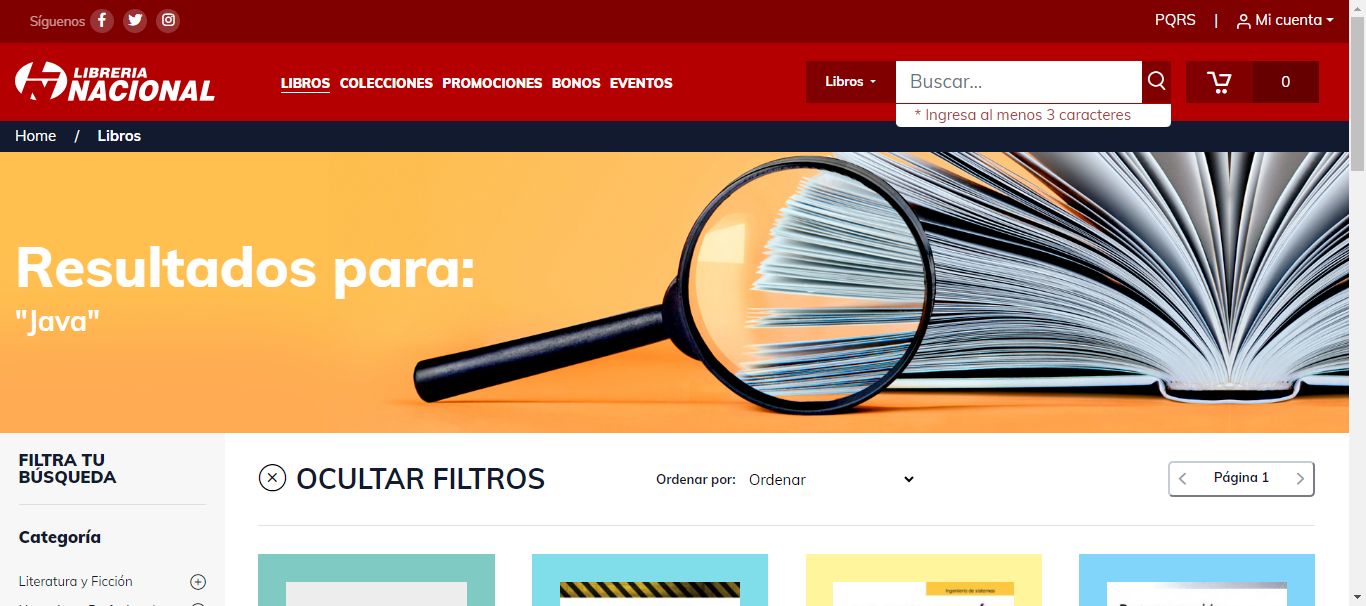 Síguenos
PQRS | Mi cuenta
LIBRERIA
NACIONAL
LIBROS COLECCIONES PROMOCIONES BONOS EVENTOS
Libros
Buscar...
0
* Ingresa al menos 3 caracteres
Home / Libros
Resultados para:
"Java"
FILTRA TU
BÚSQUEDA
Categoría
Literatura y Ficción
OCULTAR FILTROS
Ordenar por: Ordenar
Página 1
Ingeniería de sistemas